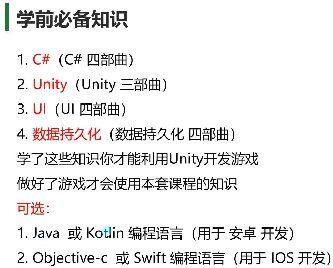 学前必备知识
1. C#（C# 四部曲）
2. Unity（Unity 三部曲）
3. UI（UI 四部曲）
4. 数据持久化（数据持久化 四部曲）
学了这些知识你才能利用Unity开发游戏
做好了游戏才会使用本套课程的知识
可选：
1. Java 或 Kotlin 编程语言（用于 安卓 开发）
2. Objective-c 或 Swift 编程语言（用于 IOS 开发）